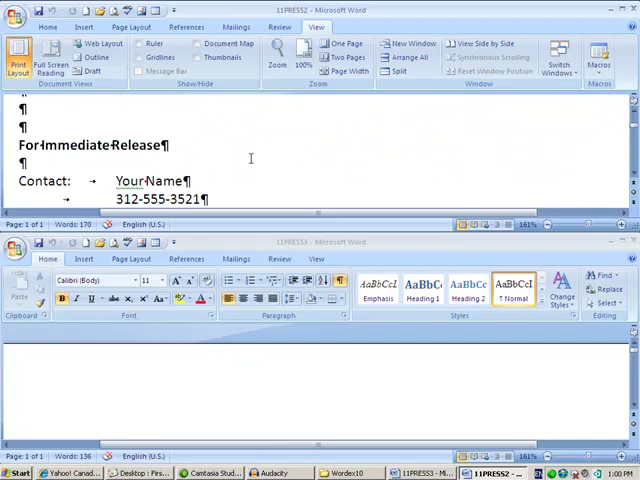 11PRESS2 - Microsoft Word
Home Insert Page Layout References Mailings Review View
Print Layout
Full Screen Reading
Web Layout
Outline
Draft
Document Views
Ruler
Gridlines
Message Bar
Document Map
Thumbnails
Show/Hide
Zoom
100%
One Page
Two Pages
Page Width
Zoom
New Window
Arrange All
Split
View Side by Side
Synchronous Scrolling
Reset Window Position
Window
Switch Windows
Macros
Macros
¶
¶
For·Immediate·Release¶
¶
Contact: → Your·Name¶
→ 312-555-3521¶
Page: 1 of 1 Words: 170 English (U.S.) 161%
11PRESS3 - Microsoft Word
Home Insert Page Layout References Mailings Review View
Paste
Clipboard
Calibri (Body) 11
B I U abc
Font
Paragraph
AaBbCcI Emphasis
AaBbC Heading 1
AaBbCc Heading 2
AaBbCcI ¶ Normal
Change Styles
Styles
Find
Replace
Select
Editing
Page: 1 of 1 Words: 136 English (U.S.) 161%
Start Yahoo! Canad... Desktop : Firs... Camtasia Stud... Audacity Wordex10 11PRESS3 - Mic... 11PRESS2 - ... 1:00 PM